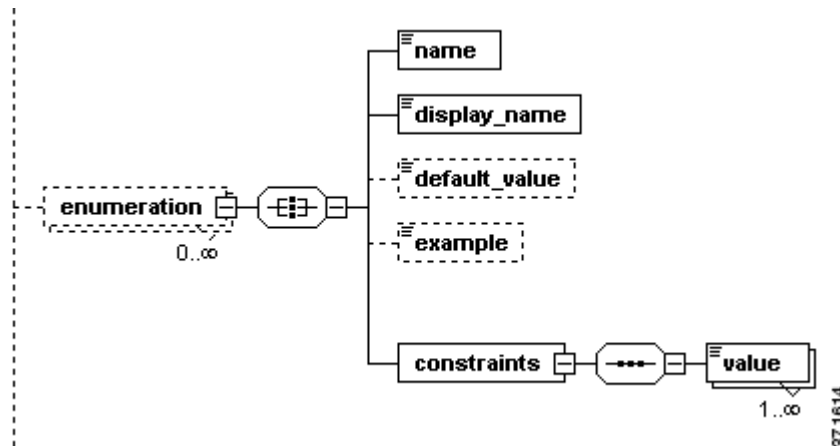 name
display_name
default_value
enumeration
0..∞
example
constraints
value
1..∞